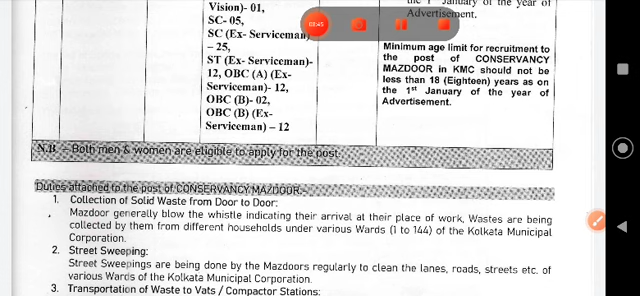 Vision)- 01,
SC- 05,
SC (Ex- Serviceman)
– 25,
ST (Ex- Serviceman)-
12, OBC (A) (Ex-
Serviceman)- 12,
OBC (B)- 02,
OBC (B) (Ex-
Serviceman) – 12
the 1st January of the year of
Advertisement.
Minimum age limit for recruitment to
the post of CONSERVANCY
MAZDOOR in KMC should not be
less than 18 (Eighteen) years as on
the 1st January of the year of
Advertisement.
N.B. – Both men & women are eligible to apply for the post.
Duties attached to the post of CONSERVANCY MAZDOOR:-
1. Collection of Solid Waste from Door to Door:
Mazdoor generally blow the whistle indicating their arrival at their place of work, Wastes are being
collected by them from different households under various Wards (1 to 144) of the Kolkata Municipal
Corporation.
2. Street Sweeping:
Street Sweepings are being done by the Mazdoors regularly to clean the lanes, roads, streets etc. of
various Wards of the Kolkata Municipal Corporation.
3. Transportation of Waste to Vats / Compactor Stations: